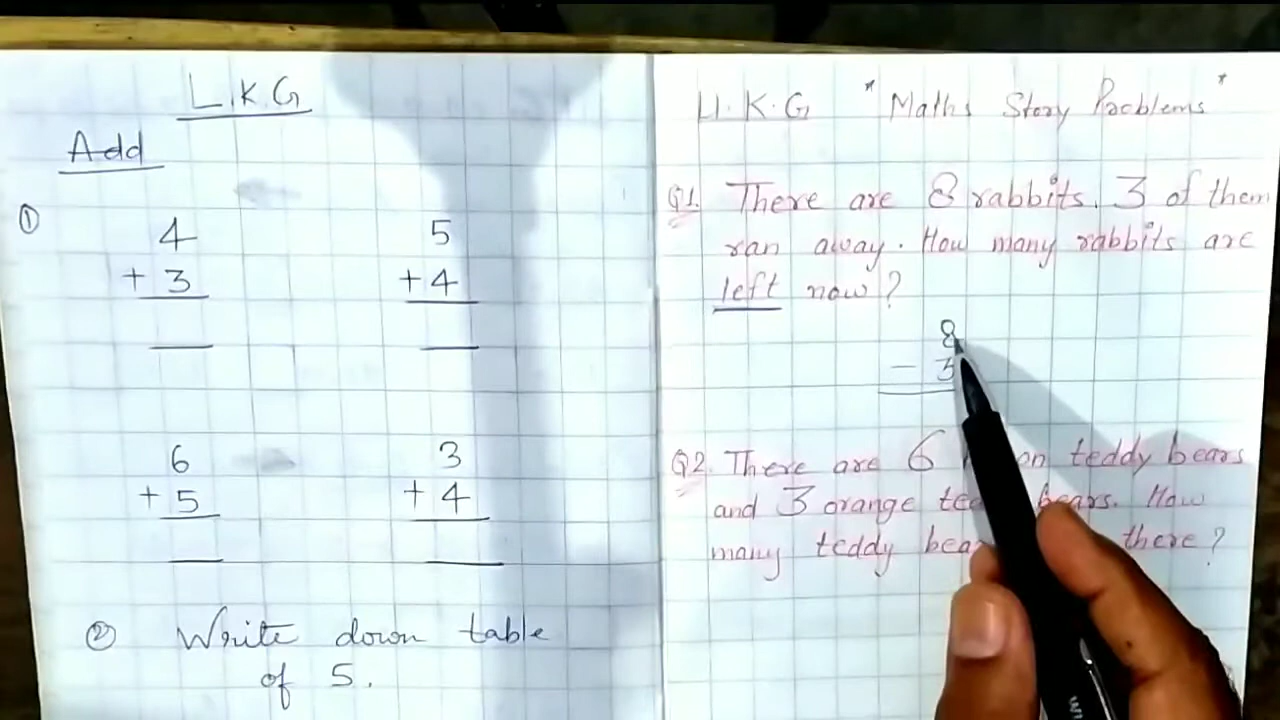 L.K.G
Add
①
4
+ 3
5
+ 4
6
+ 5
3
+ 4
② Write down table
of 5.
U.K.G "Maths Story Problems"
Q1. There are 8 rabbits. 3 of them
ran away. How many rabbits are
left now?
8
- 3
Q2. There are 6 teddy bears
and 3 orange bears. How
many teddy there?